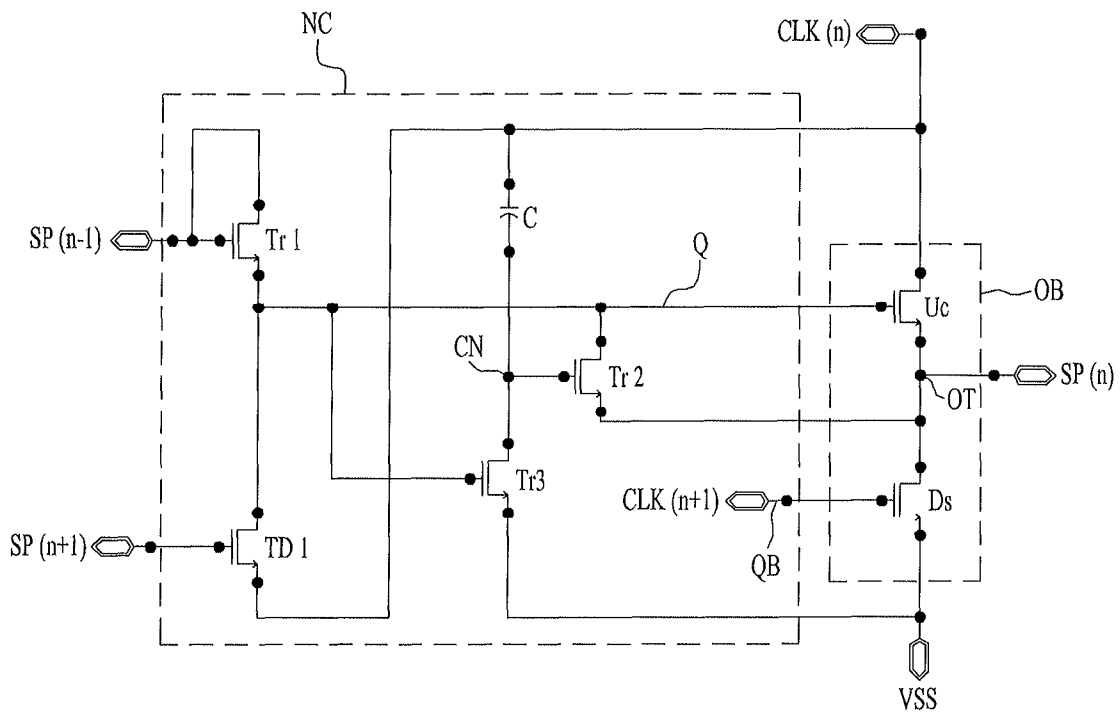 NC
CLK (n)
C
SP (n-1)
Tr 1
Q
Uc
OB
CN
Tr 2
SP (n)
OT
Tr3
CLK (n+1)
Ds
SP (n+1)
TD 1
QB
VSS